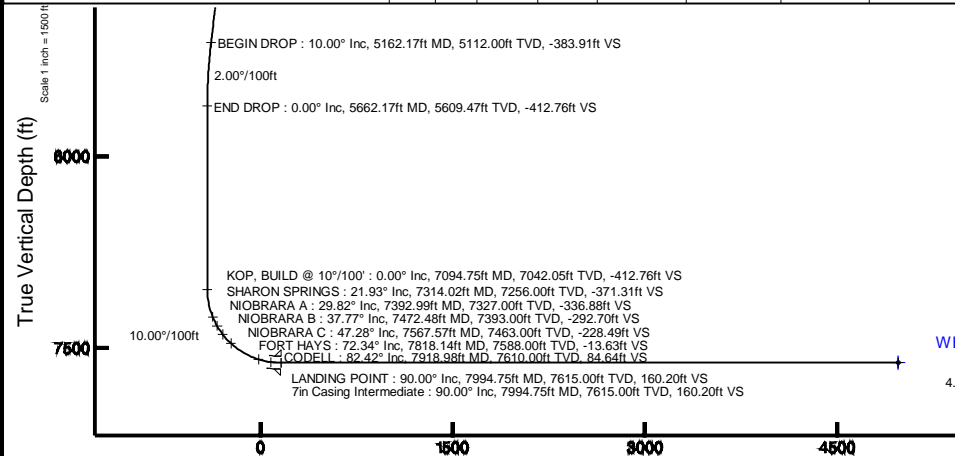 Scale 1 inch = 1500 ft
True Vertical Depth (ft)
BEGIN DROP : 10.00° Inc, 5162.17ft MD, 5112.00 TVD, -383.91ft VS
2.00°/100ft
END DROP : 0.00° Inc, 5662.17ft MD, 5609.47ft TVD, -412.76ft VS
6000
KOP, BUILD @ 10°/100' : 0.00° Inc, 7094.75ft MD, 7042.05ft TVD, -412.76ft VS
SHARON SPRINGS : 21.93° Inc, 7314.02ft MD, 7256.00ft TVD, -371.31ft VS
NIOBRARA A : 29.82° Inc, 7392.99ft MD, 7327.00ft TVD, -336.88ft VS
NIOBRARA B : 37.77° Inc, 7472.48ft MD, 7393.00ft TVD, -292.70ft VS
NIOBRARA C : 47.28° Inc, 7567.57ft MD, 7463.00ft TVD, -228.49ft VS
10.00°/100ft
FORT HAYS : 72.34° Inc, 7818.14ft MD, 7588.00ft TVD, -13.63ft VS
7500
CODELL : 82.42° Inc, 7918.98ft MD, 7610.00ft TVD, 84.64ft VS
LANDING POINT : 90.00° Inc, 7994.75ft MD, 7615.00ft TVD, 160.20ft VS
7in Casing Intermediate : 90.00° Inc, 7994.75ft MD, 7615.00ft TVD, 160.20ft VS
4.
0 1500 3000 4500